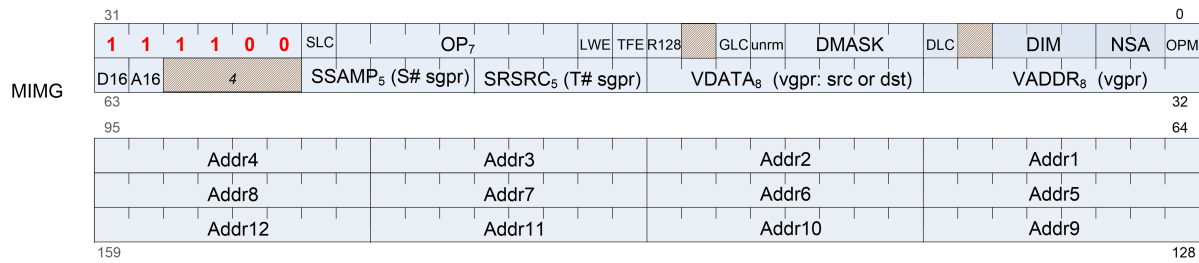 31 0
1 1 1 1 0 0 SLC OP7 LWE TFE R128 GLC unrm DMASK DLC DIM NSA OPM
MIMG
D16 A16 4 SSAMP5 (S# sgpr) SRSRC5 (T# sgpr) VDATA8 (vgpr: src or dst) VADDR8 (vgpr)
63 32
95 64
Addr4 Addr3 Addr2 Addr1
Addr8 Addr7 Addr6 Addr5
Addr12 Addr11 Addr10 Addr9
159 128